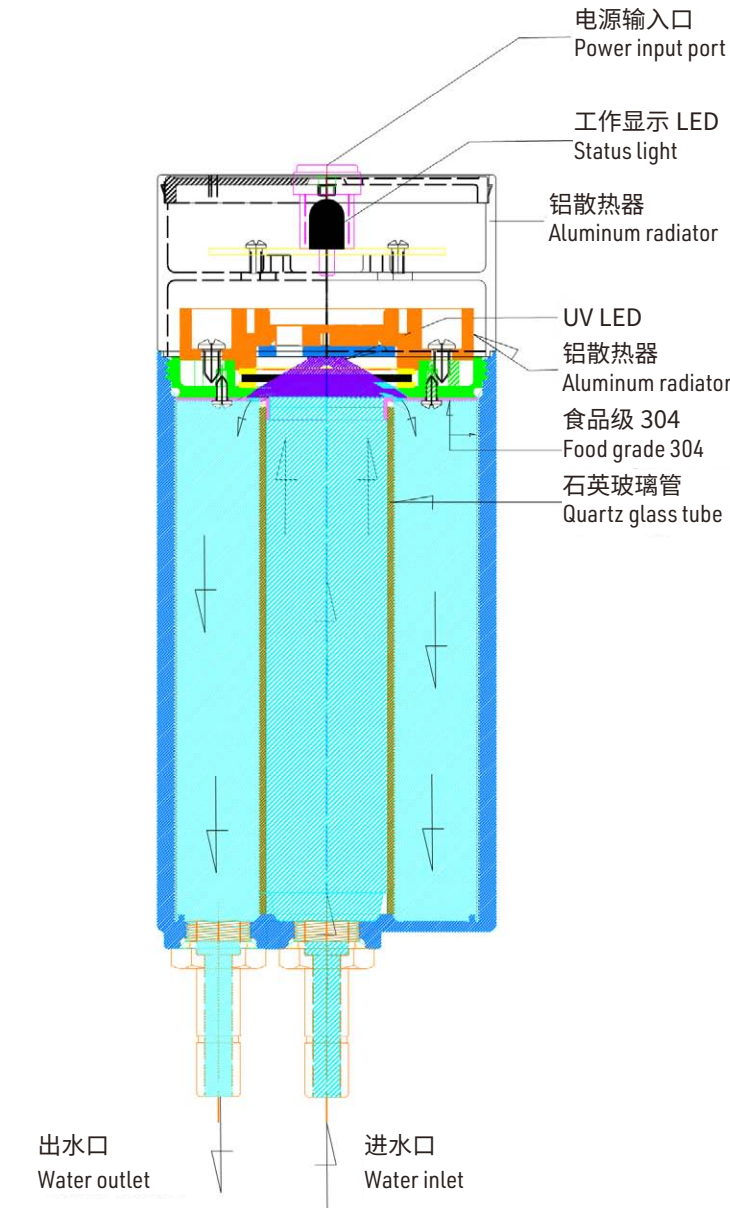 电源输入口
Power input port
工作显示 LED
Status light
铝散热器
Aluminum radiator
UV LED
铝散热器
Aluminum radiator
食品级 304
Food grade 304
石英玻璃管
Quartz glass tube
出水口
Water outlet
进水口
Water inlet